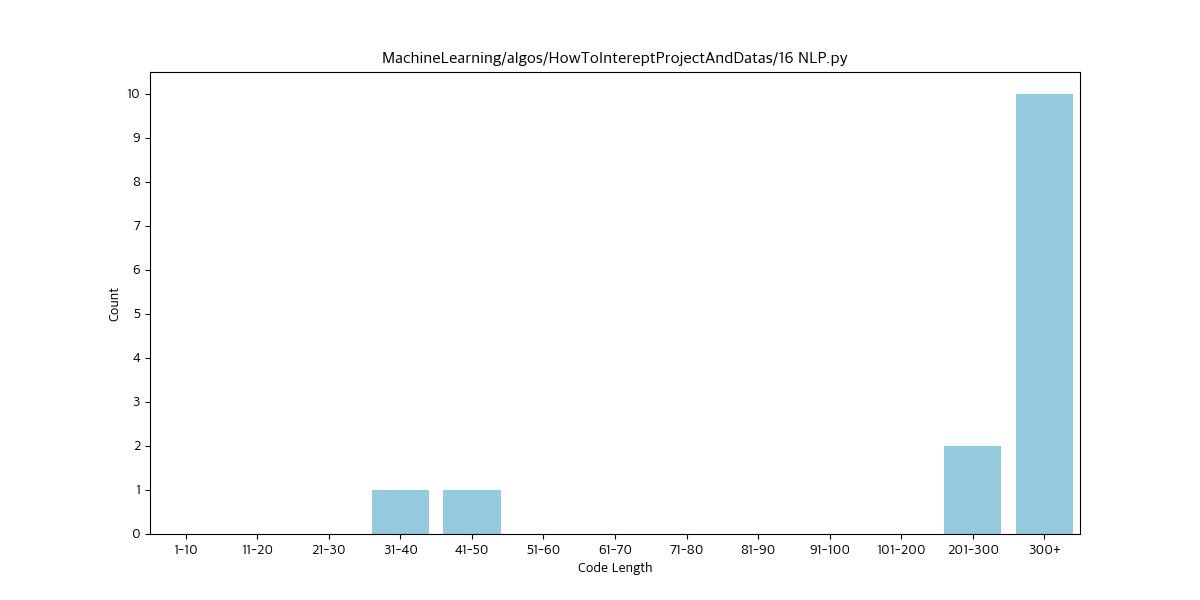 MachineLearning/algos/HowToIntereptProjectAndDatas/16 NLP.py
10
9
8
7
6
5
4
3
2
1
0
Count
1-10 11-20 21-30 31-40 41-50 51-60 61-70 71-80 81-90 91-100 101-200 201-300 300+
Code Length